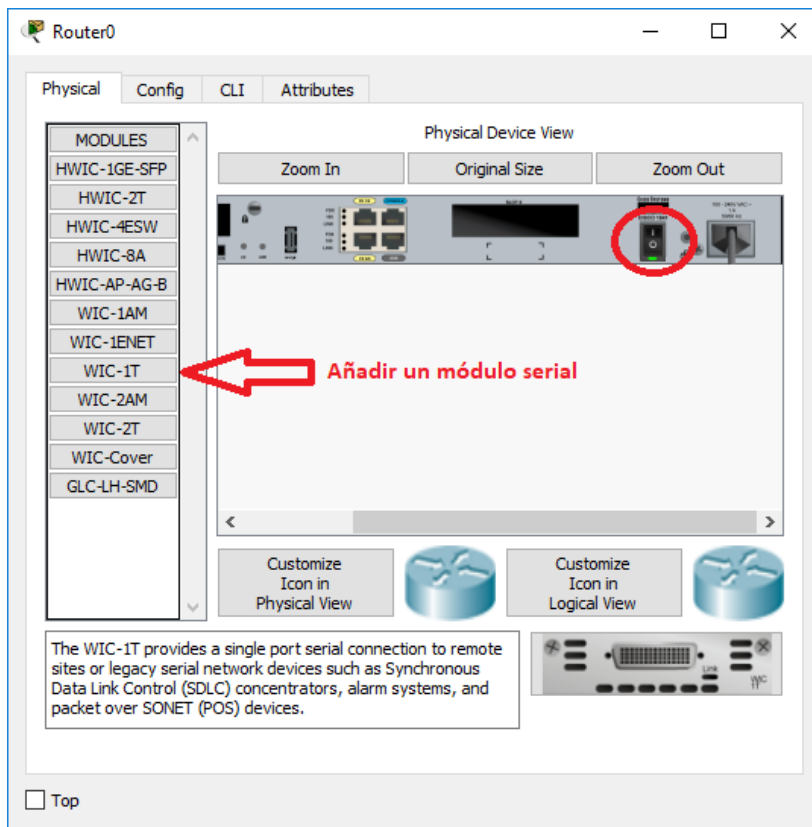 Router0
Physical
Config
CLI
Attributes
MODULES
HWIC-1GE-SFP
HWIC-2T
HWIC-4ESW
HWIC-8A
HWIC-AP-AG-B
WIC-1AM
WIC-1ENET
WIC-1T
WIC-2AM
WIC-2T
WIC-Cover
GLC-LH-SMD
Physical Device View
Zoom In
Original Size
Zoom Out
Añadir un módulo serial
Customize
Icon in
Physical View
Customize
Icon in
Logical View
The WIC-1T provides a single port serial connection to remote
sites or legacy serial network devices such as Synchronous
Data Link Control (SDLC) concentrators, alarm systems, and
packet over SONET (POS) devices.
Link
WIC
1T
Top